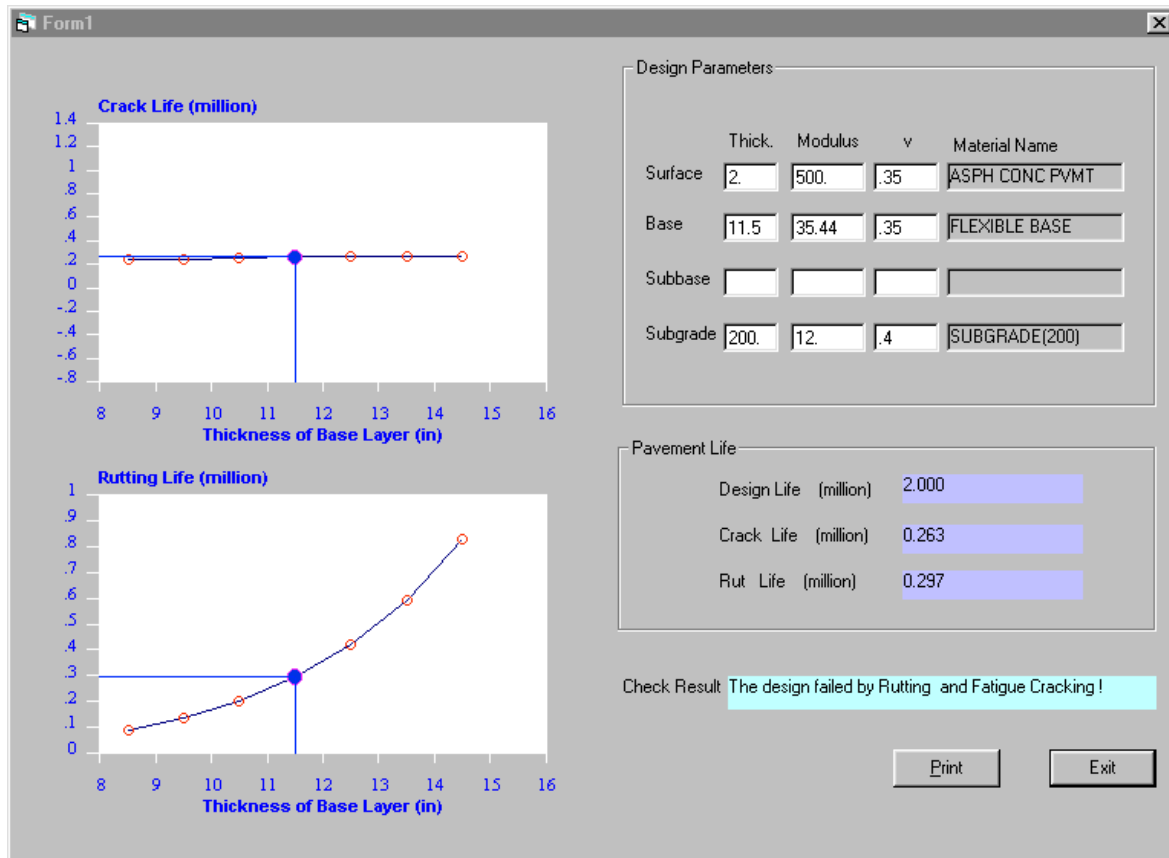 Form1
Crack Life (million)
1.4
1.2
1
.8
.6
.4
.2
0
-.2
-.4
-.6
-.8
8 9 10 11 12 13 14 15 16
Thickness of Base Layer (in)
Rutting Life (million)
1
.9
.8
.7
.6
.5
.4
.3
.2
.1
0
8 9 10 11 12 13 14 15 16
Thickness of Base Layer (in)
Design Parameters
Thick. Modulus v Material Name
Surface 2. 500. .35 ASPH CONC PVMT
Base 11.5 35.44 .35 FLEXIBLE BASE
Subbase
Subgrade 200. 12. .4 SUBGRADE(200)
Pavement Life
Design Life (million) 2.000
Crack Life (million) 0.263
Rut Life (million) 0.297
Check Result The design failed by Rutting and Fatigue Cracking !
Print Exit